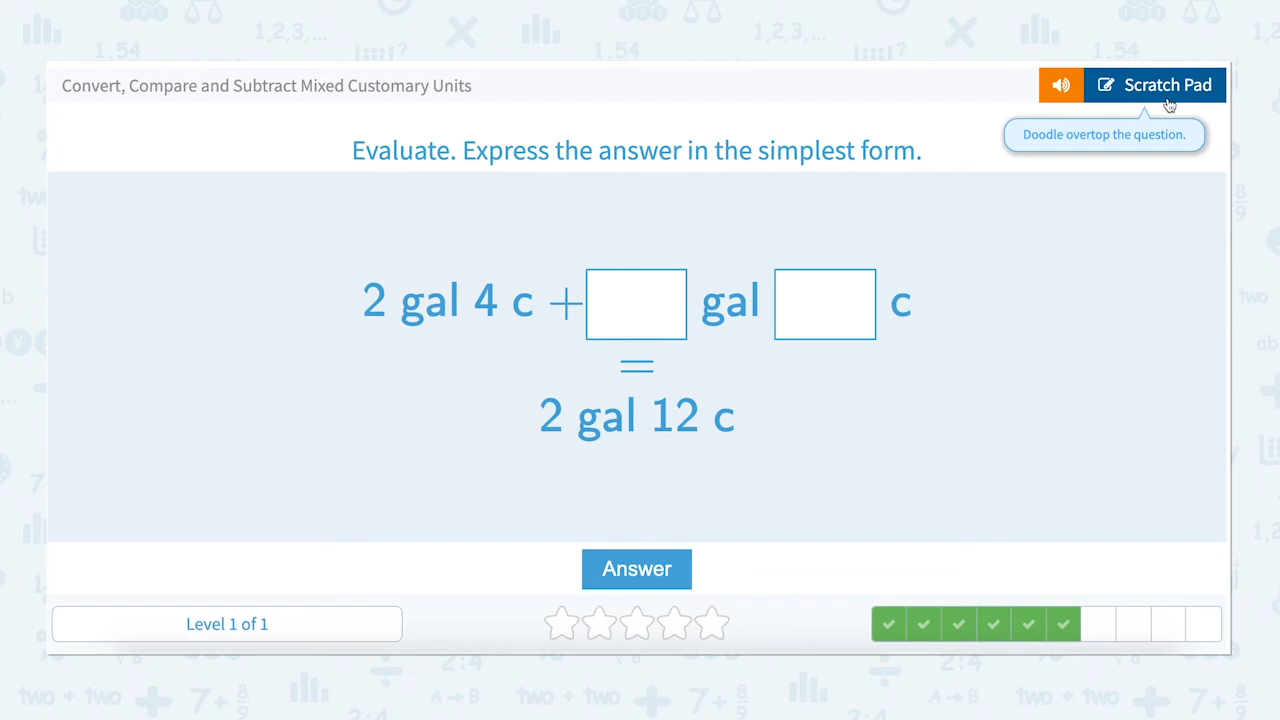 Convert, Compare and Subtract Mixed Customary Units
Scratch Pad
Doodle overtop the question.
Evaluate. Express the answer in the simplest form.
2 gal 4 c + gal c
=
2 gal 12 c
Answer
Level 1 of 1